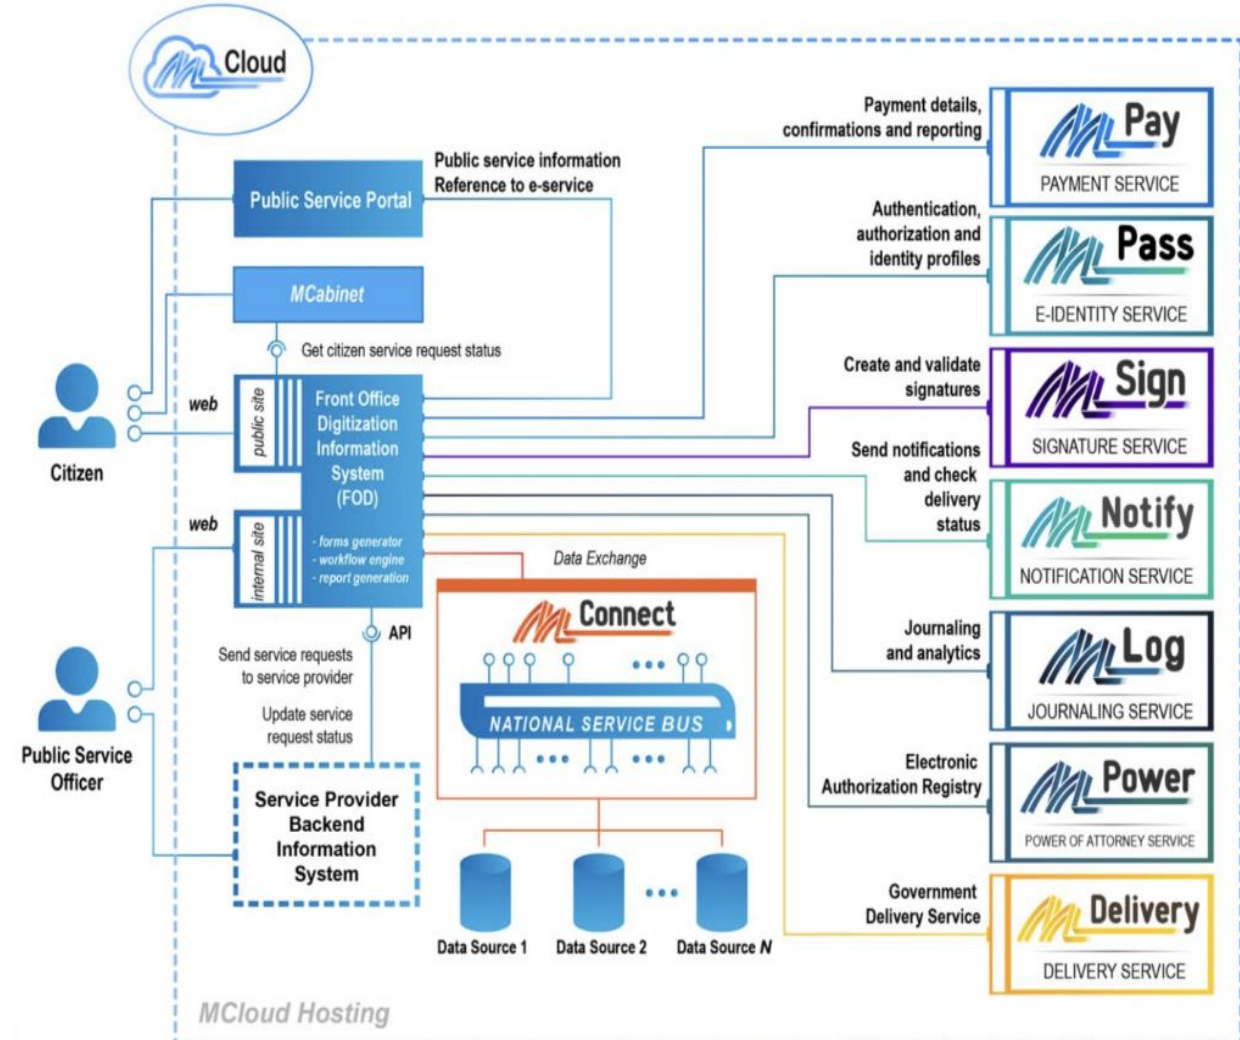 Cloud
Public Service Portal
Public service information
Reference to e-service
MCabinet
Get citizen service request status
Citizen
web
public site
Front Office
Digitization
Information
System
(FOD)
- forms generator
- workflow engine
- report generation
web
internal site
Public Service
Officer
API
Send service requests
to service provider
Update service
request status
Service Provider
Backend
Information
System
Data Exchange
Connect
NATIONAL SERVICE BUS
Data Source 1
Data Source 2
Data Source N
Payment details,
confirmations and reporting
Pay
PAYMENT SERVICE
Authentication,
authorization and
identity profiles
Pass
E-IDENTITY SERVICE
Create and validate
signatures
Sign
SIGNATURE SERVICE
Send notifications
and check
delivery
status
Notify
NOTIFICATION SERVICE
Journaling
and analytics
Log
JOURNALING SERVICE
Electronic
Authorization Registry
Power
POWER OF ATTORNEY SERVICE
Government
Delivery Service
Delivery
DELIVERY SERVICE
MCloud Hosting